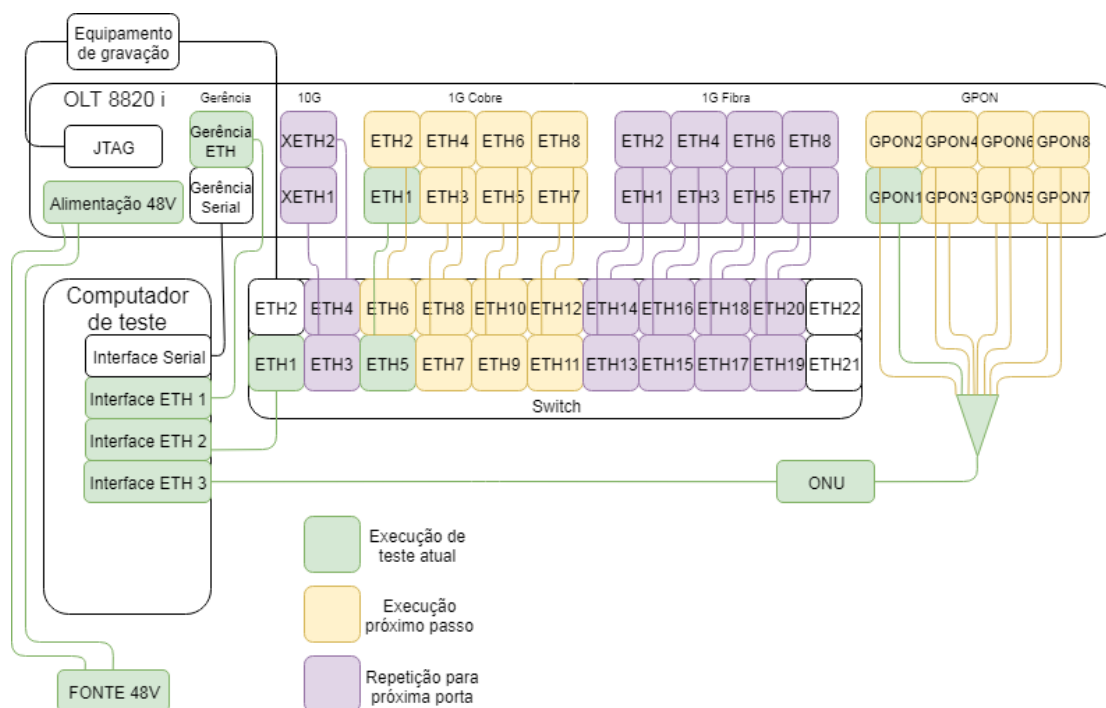 Equipamento
de gravação
OLT 8820 i
Gerência
10G
1G Cobre
1G Fibra
GPON
JTAG
Gerência
ETH
XETH2
ETH2
ETH4
ETH6
ETH8
ETH2
ETH4
ETH6
ETH8
GPON2
GPON4
GPON6
GPON8
Alimentação 48V
Gerência
Serial
XETH1
ETH1
ETH3
ETH5
ETH7
ETH1
ETH3
ETH5
ETH7
GPON1
GPON3
GPON5
GPON7
Computador
de teste
Interface Serial
Interface ETH 1
Interface ETH 2
Interface ETH 3
ETH2
ETH4
ETH6
ETH8
ETH10
ETH12
ETH14
ETH16
ETH18
ETH20
ETH22
ETH1
ETH3
ETH5
ETH7
ETH9
ETH11
ETH13
ETH15
ETH17
ETH19
ETH21
Switch
ONU
Execução de
teste atual
Execução
próximo passo
Repetição para
próxima porta
FONTE 48V